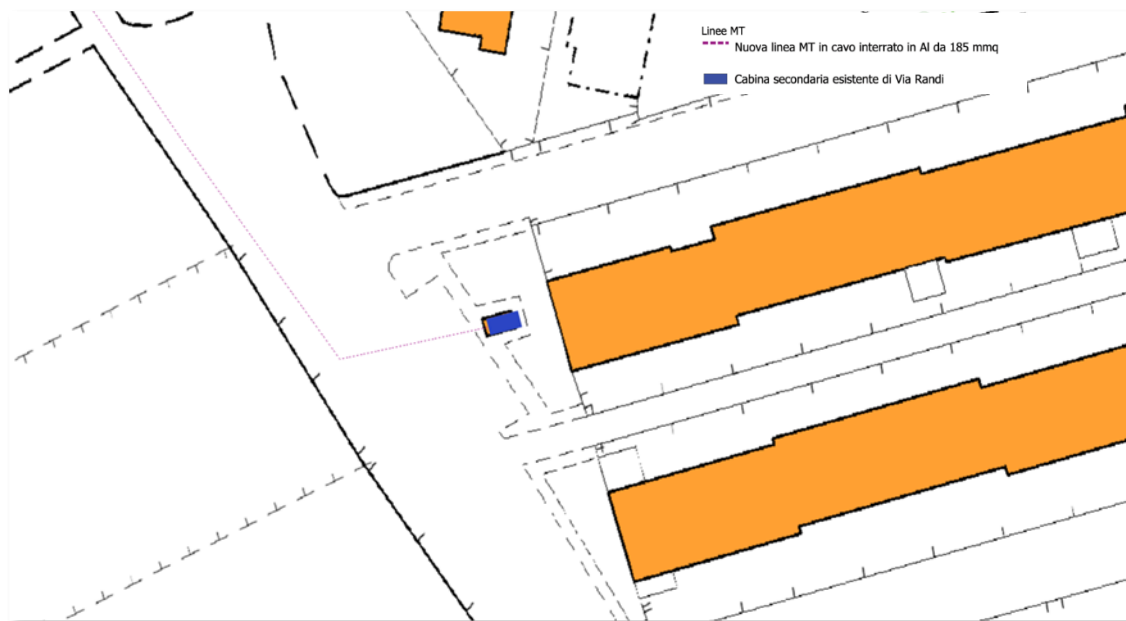 Linee MT
Nuova linea MT in cavo interrato in Al da 185 mmq
Cabina secondaria esistente di Via Randi